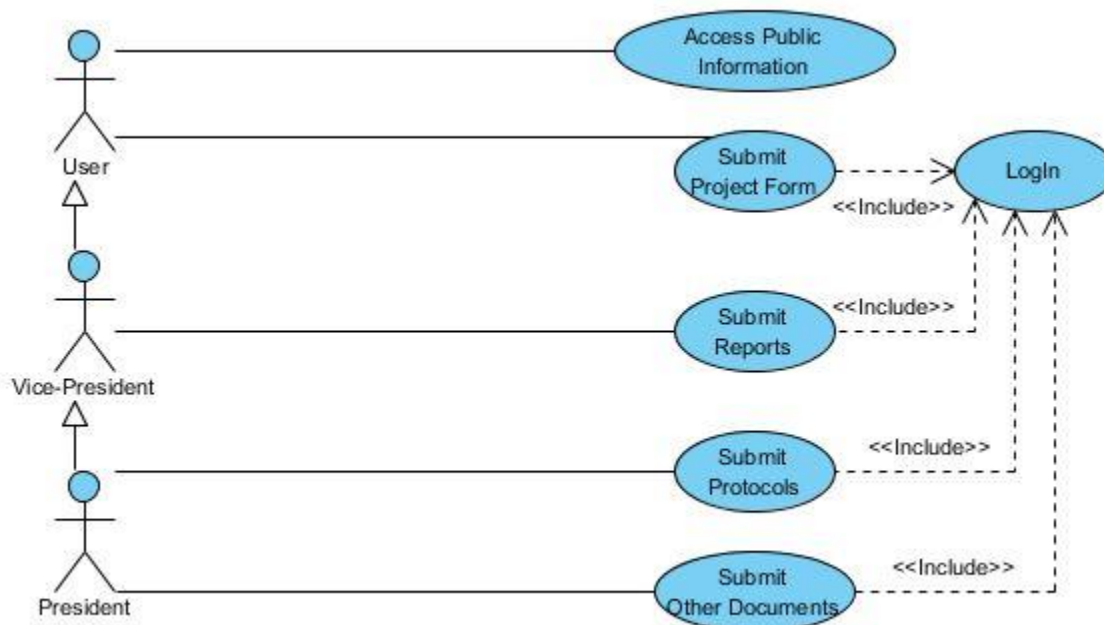 Access Public
Information
User
Submit
Project Form
LogIn
<<Include>>
Vice-President
Submit
Reports
<<Include>>
Submit
Protocols
<<Include>>
President
Submit
Other Documents
<<Include>>